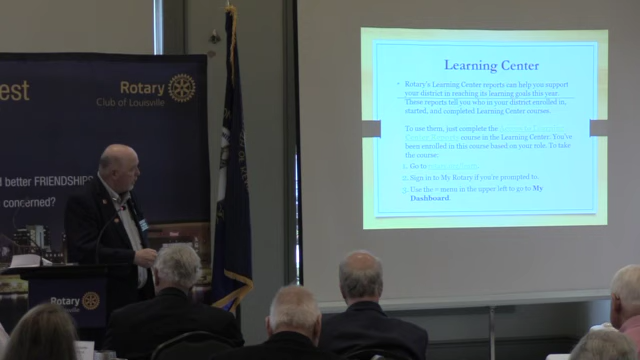 est
Rotary
Club of Louisville
d better FRIENDSHIPS
concerned?
Rotary
Learning Center
• Rotary's Learning Center reports can help you support
your district in reaching its learning goals this year.
These reports tell you who in your district enrolled in,
started, and completed Learning Center courses.
To use them, just complete the
course in the Learning Center. You've
been enrolled in this course based on your role. To take
the course:
1. Go to
2. Sign in to My Rotary if you're prompted to.
3. Use the = menu in the upper left to go to My
Dashboard.